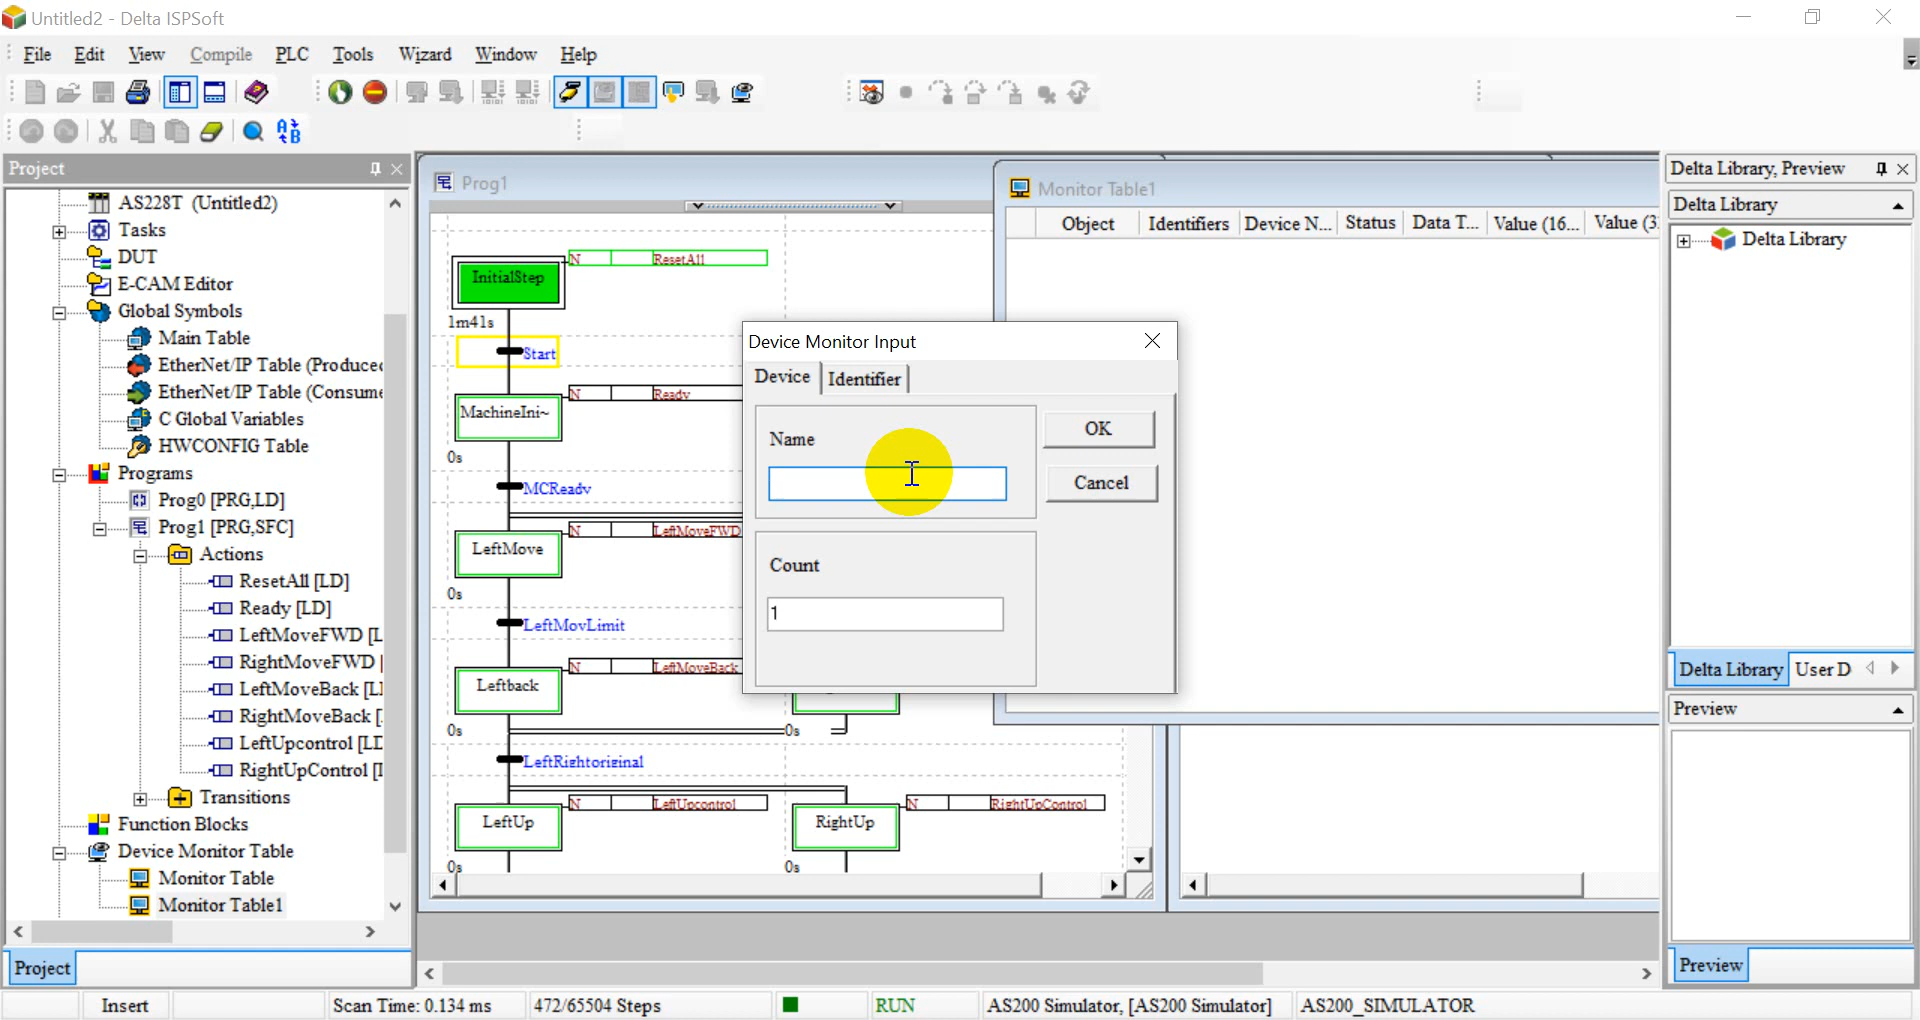 Untitled2 - Delta ISPSoft
File Edit View Compile PLC Tools Wizard Window Help
Project
AS228T (Untitled2)
Tasks
DUT
E-CAM Editor
Global Symbols
Main Table
EtherNet/IP Table (Produce
EtherNet/IP Table (Consume
C Global Variables
HWCONFIG Table
Programs
Prog0 [PRG,LD]
Prog1 [PRG,SFC]
Actions
ResetAll [LD]
Ready [LD]
LeftMoveFWD [L
RightMoveFWD
LeftMoveBack [L
RightMoveBack [
LeftUpcontrol [LD
RightUpControl [
Transitions
Function Blocks
Device Monitor Table
Monitor Table
Monitor Table1
Project
Prog1
InitialStep
N ResetAll
1m41s
Start
MachineIni~
N Ready
0s
MCReady
LeftMove
N LeftMoveFWD
0s
LeftMovLimit
Leftback
N LeftMoveBack
0s 0s
LeftRightoriginal
LeftUp
N LeftUpcontrol
RightUp
N RightUpControl
0s 0s
Monitor Table1
Object Identifiers Device N... Status Data T... Value (16... Value (3
Device Monitor Input
Device Identifier
Name
OK
Cancel
Count
1
Delta Library, Preview
Delta Library
Delta Library
Delta Library User D
Preview
Preview
Insert Scan Time: 0.134 ms 472/65504 Steps RUN AS200 Simulator, [AS200 Simulator] AS200_SIMULATOR